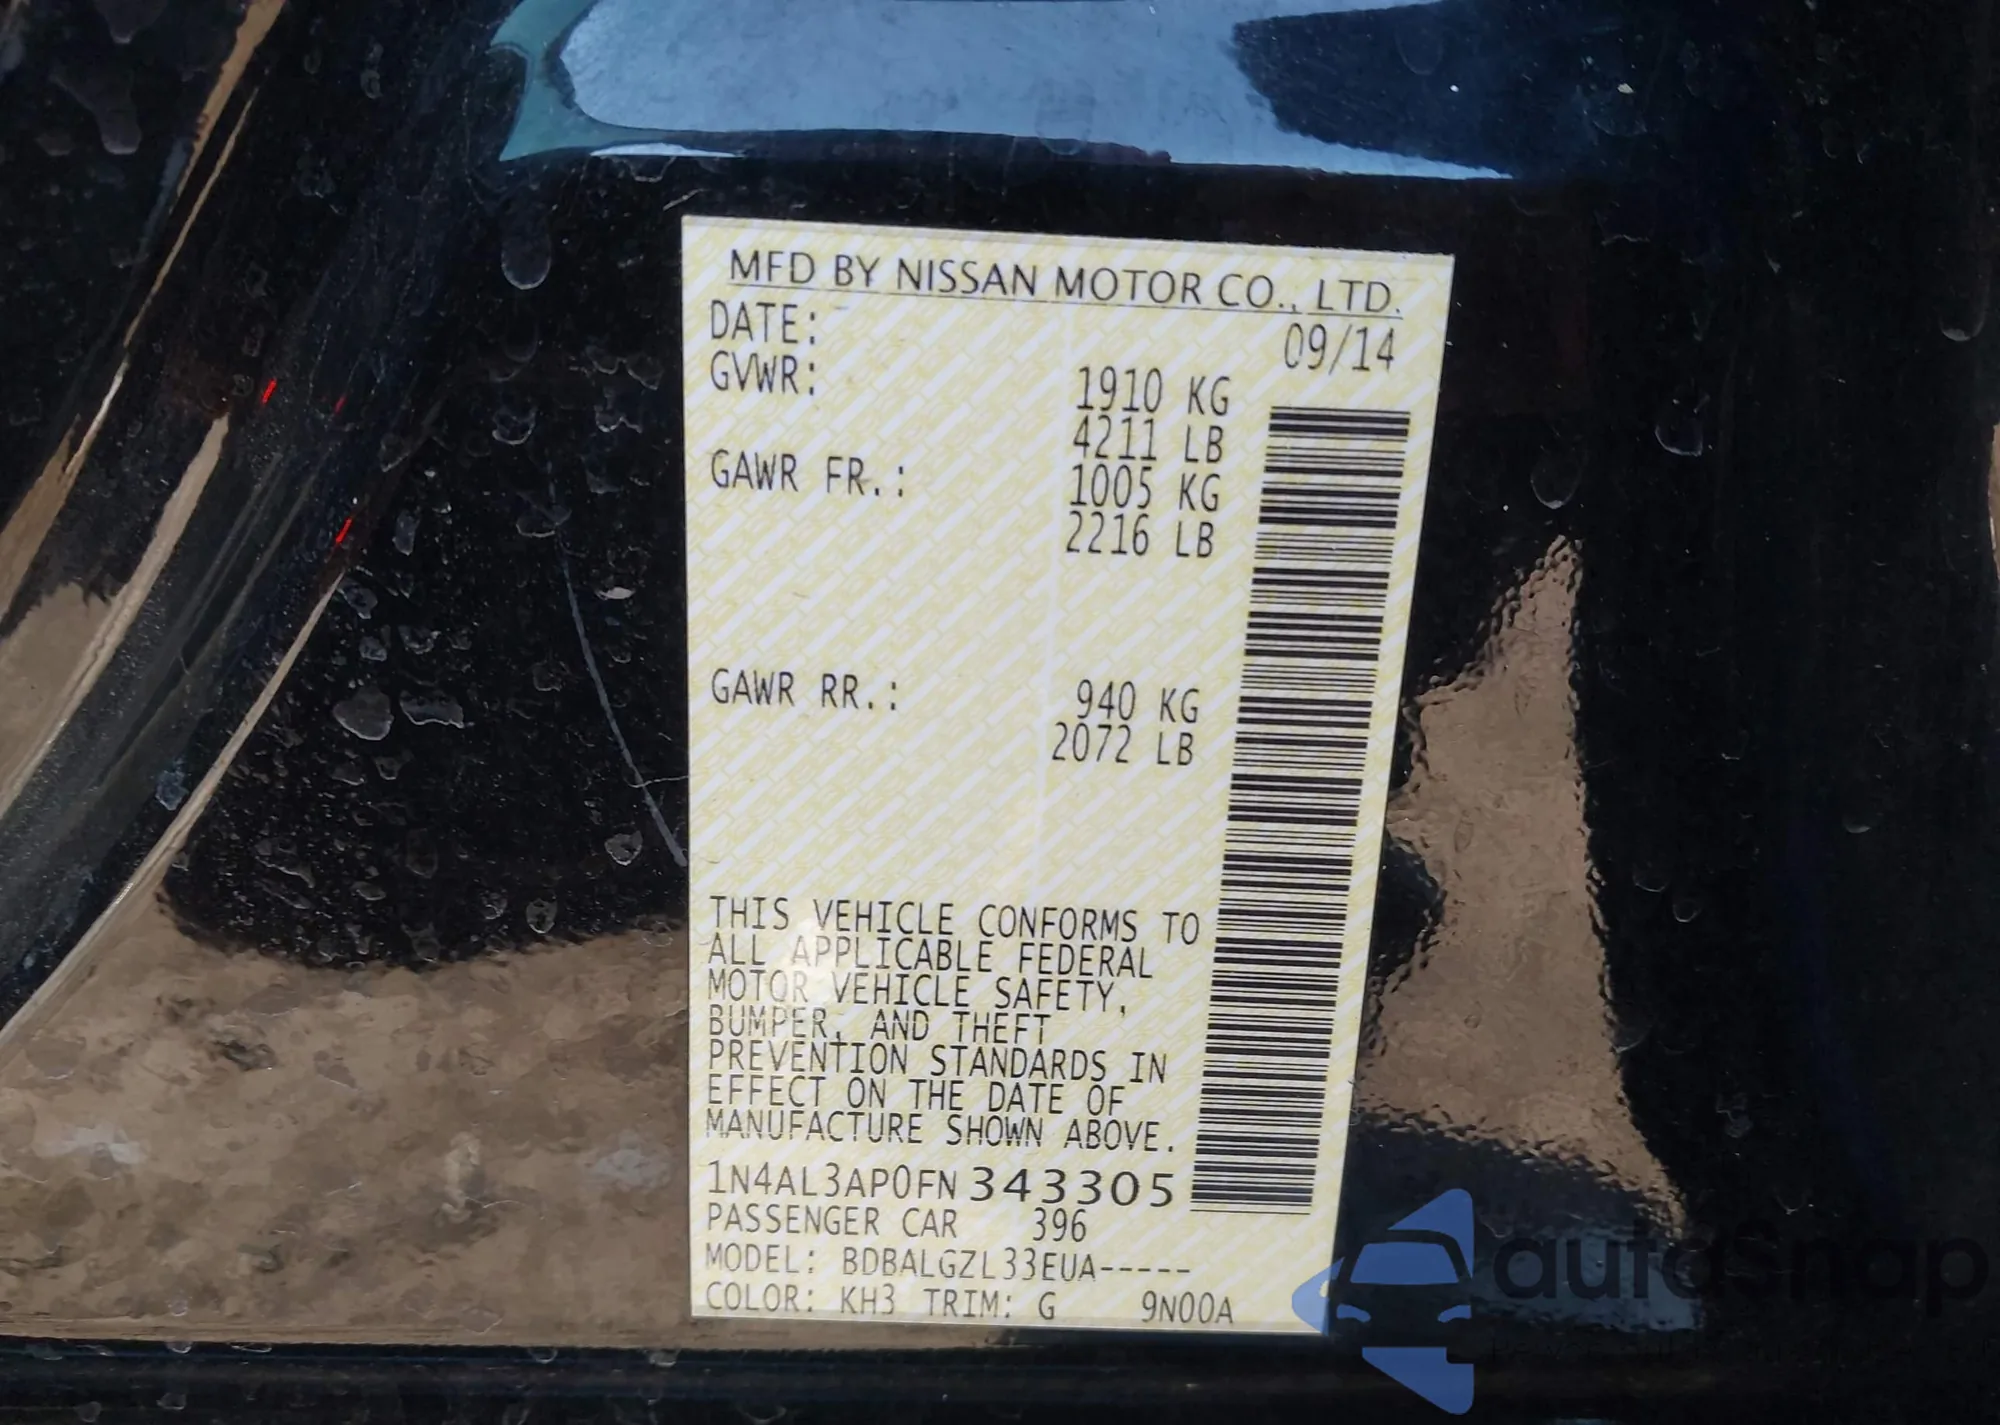 MFD BY NISSAN MOTOR CO., LTD.
DATE: 09/14
GVWR: 1910 KG
4211 LB
GAWR FR.: 1005 KG
2216 LB
GAWR RR.: 940 KG
2072 LB
THIS VEHICLE CONFORMS TO
ALL APPLICABLE FEDERAL
MOTOR VEHICLE SAFETY,
BUMPER, AND THEFT
PREVENTION STANDARDS IN
EFFECT ON THE DATE OF
MANUFACTURE SHOWN ABOVE.
1N4AL3AP0FN343305
PASSENGER CAR 396
MODEL: BDBALGZL33EUA-----
COLOR: KH3 TRIM: G 9N00A
autosnap